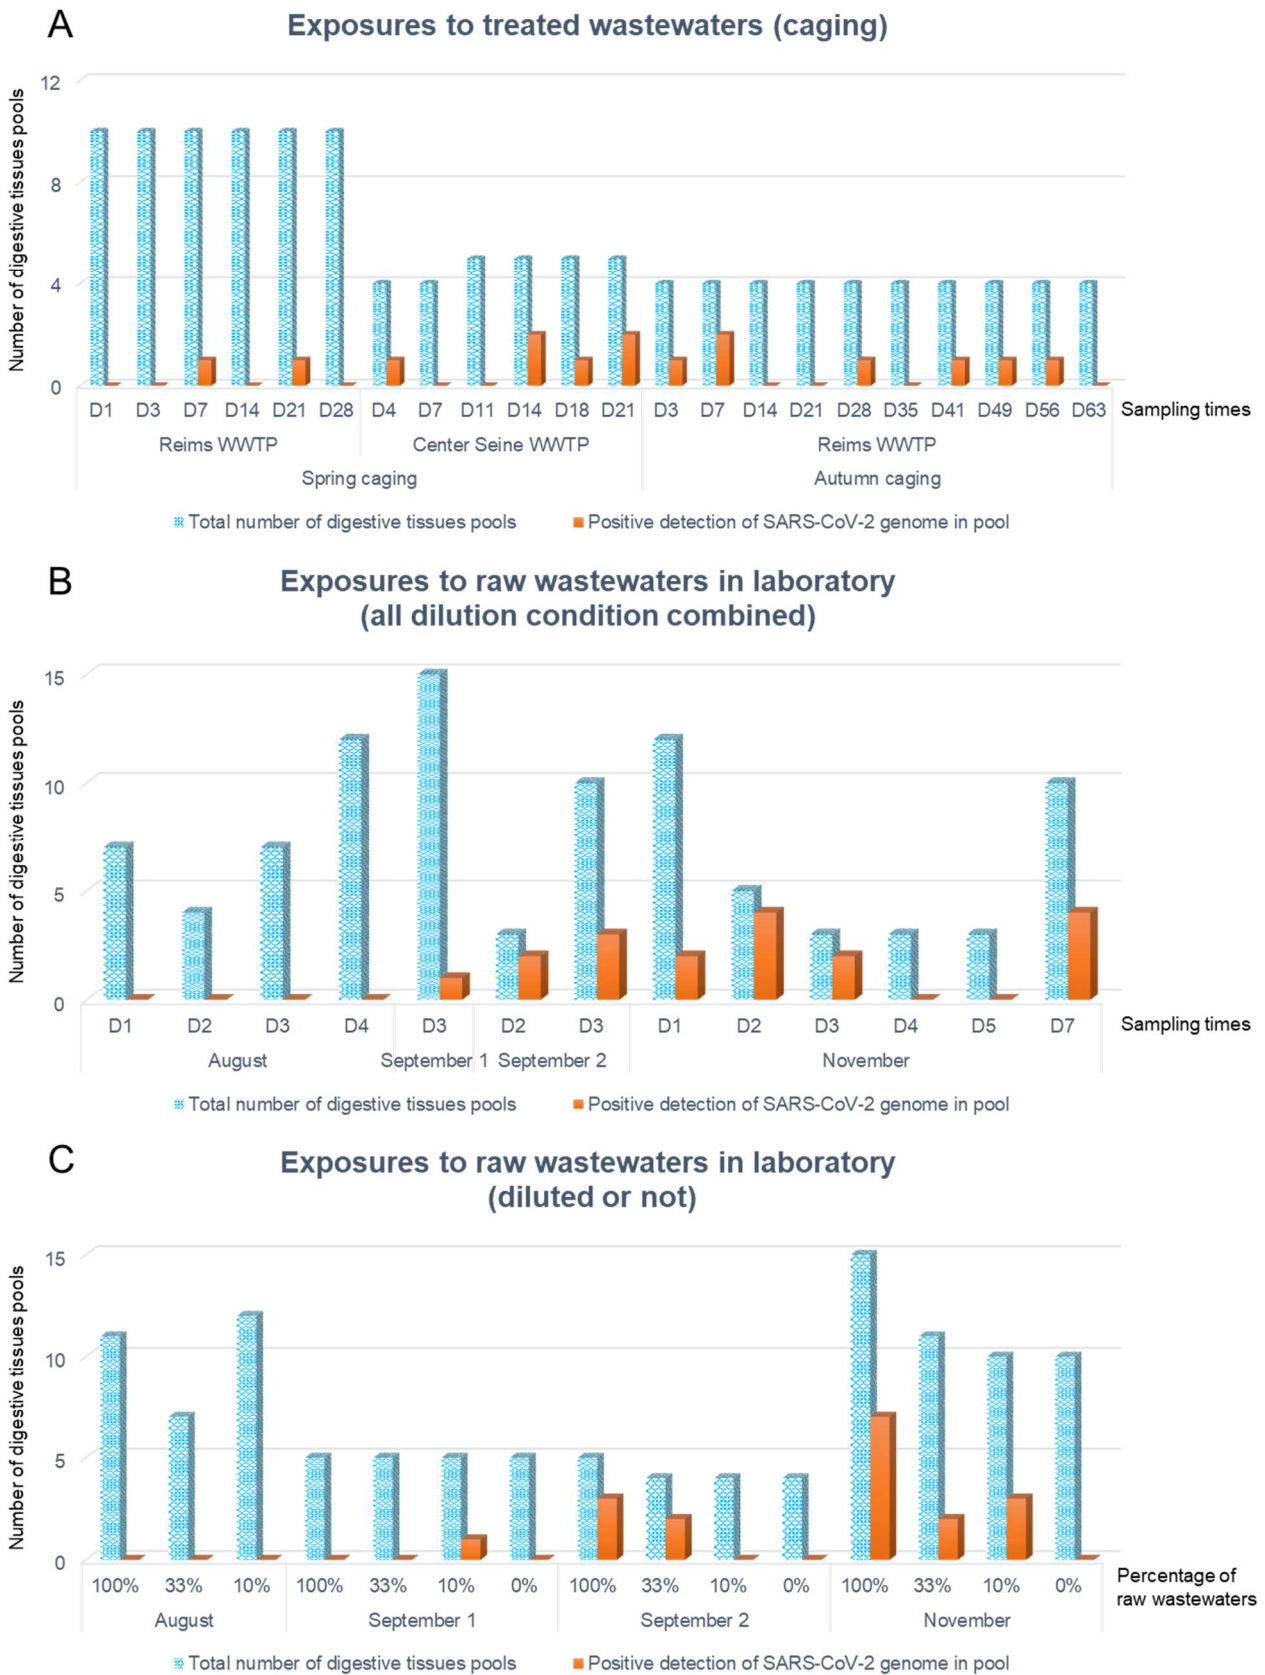 A
Exposures to treated wastewaters (caging)
Number of digestive tissues pools
12
8
4
0
D1 D3 D7 D14 D21 D28 D4 D7 D11 D14 D18 D21 D3 D7 D14 D21 D28 D35 D41 D49 D56 D63 Sampling times
Reims WWTP Center Seine WWTP Reims WWTP
Spring caging Autumn caging
Total number of digestive tissues pools Positive detection of SARS-CoV-2 genome in pool
B
Exposures to raw wastewaters in laboratory
(all dilution condition combined)
Number of digestive tissues pools
15
10
5
0
D1 D2 D3 D4 D3 D2 D3 D1 D2 D3 D4 D5 D7 Sampling times
August September 1 September 2 November
Total number of digestive tissues pools Positive detection of SARS-CoV-2 genome in pool
C
Exposures to raw wastewaters in laboratory
(diluted or not)
Number of digestive tissues pools
15
10
5
0
100% 33% 10% 100% 33% 10% 0% 100% 33% 10% 0% 100% 33% 10% 0% Percentage of
raw wastewaters
August September 1 September 2 November
Total number of digestive tissues pools Positive detection of SARS-CoV-2 genome in pool